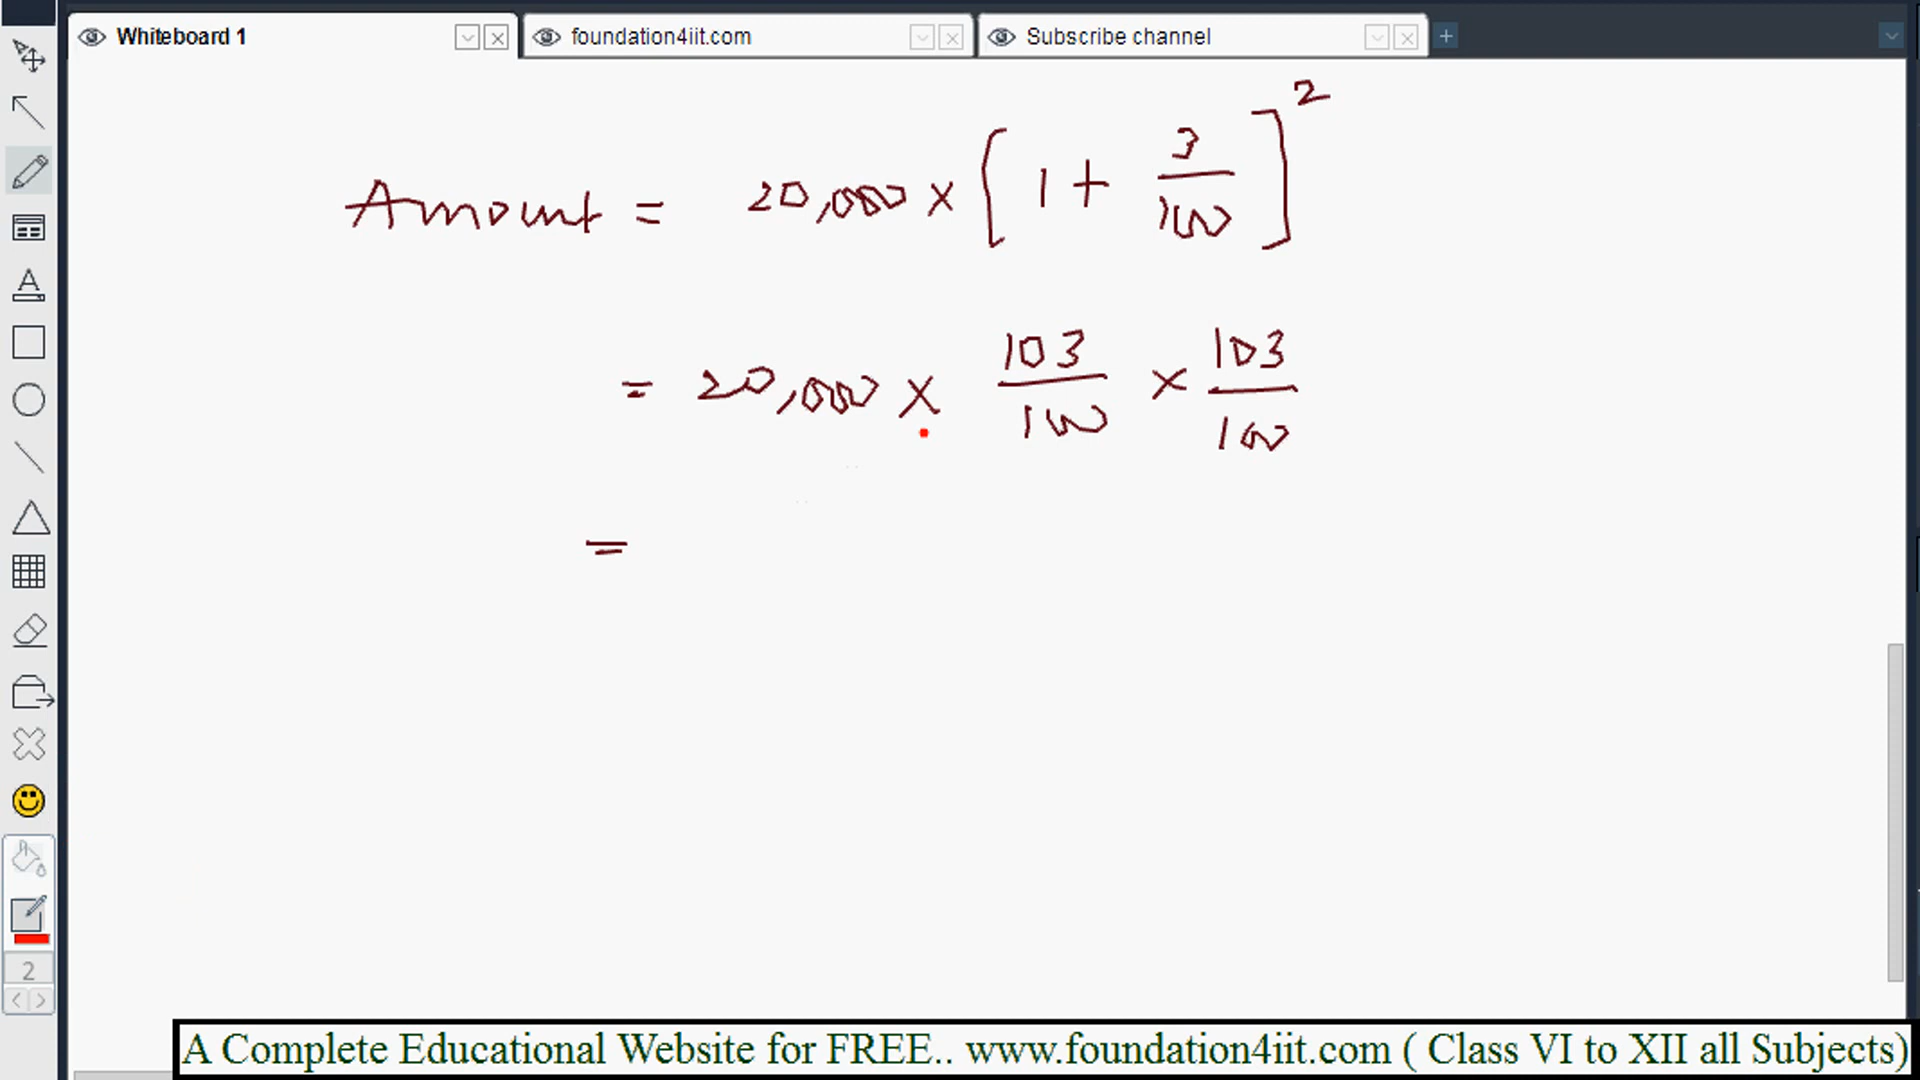 Whiteboard 1 foundation4iit.com Subscribe channel
Amount = 20,000 × [1 + 3/100]²
= 20,000 × 103/100 × 103/100
=
2
A Complete Educational Website for FREE.. www.foundation4iit.com ( Class VI to XII all Subjects)